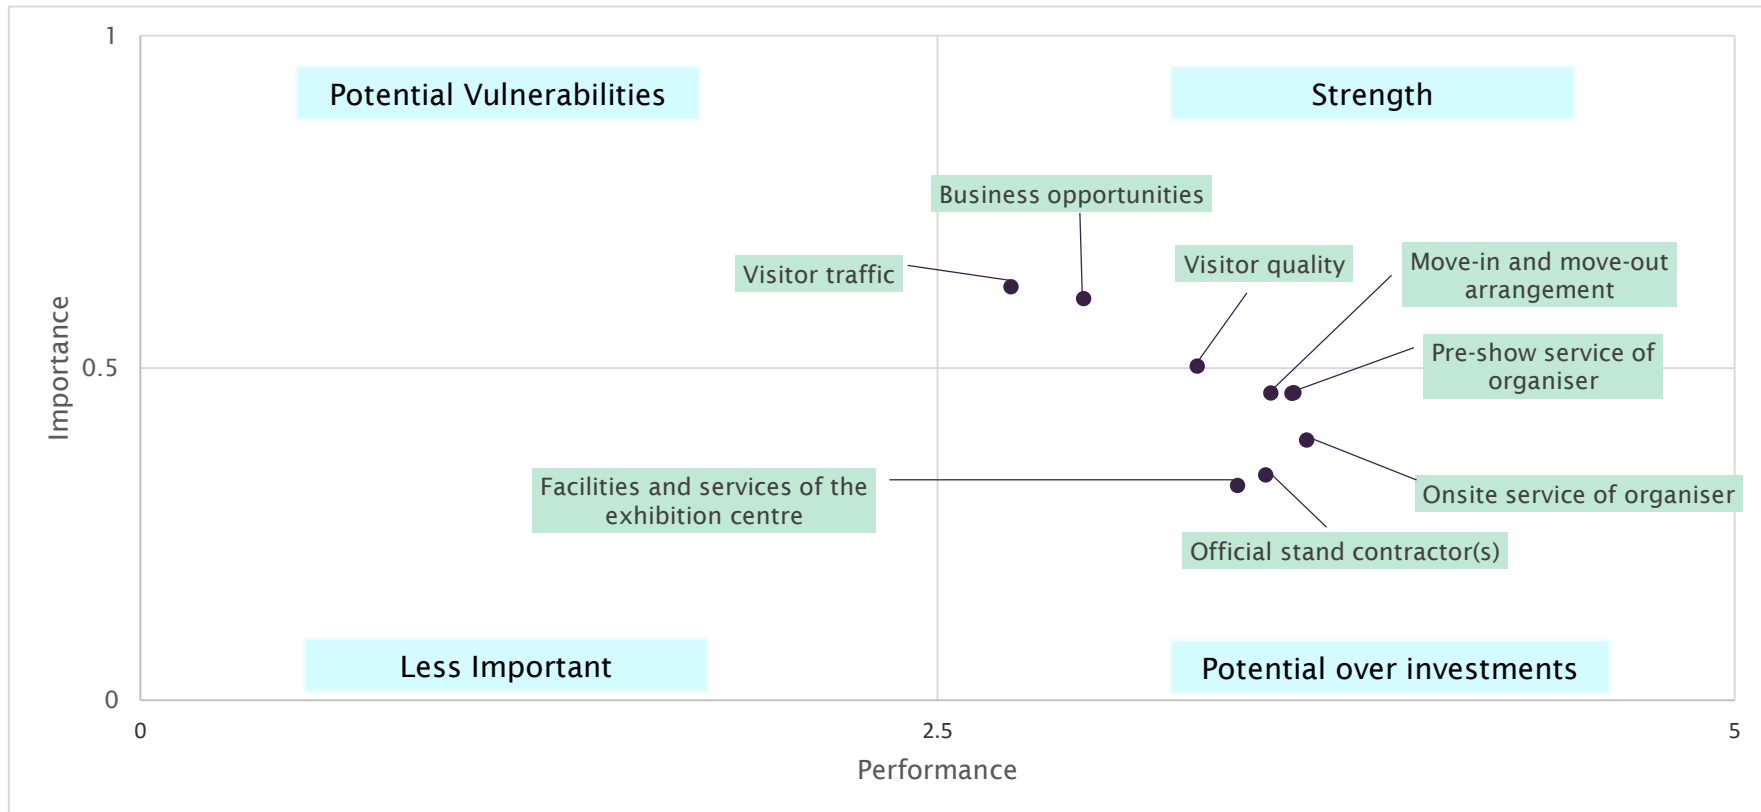 1
Potential Vulnerabilities
Strength
Business opportunities
Visitor traffic
Visitor quality
Move-in and move-out
arrangement
Pre-show service of
organiser
Importance
0.5
Facilities and services of the
exhibition centre
Onsite service of organiser
Official stand contractor(s)
Less Important
Potential over investments
0
0
2.5
5
Performance